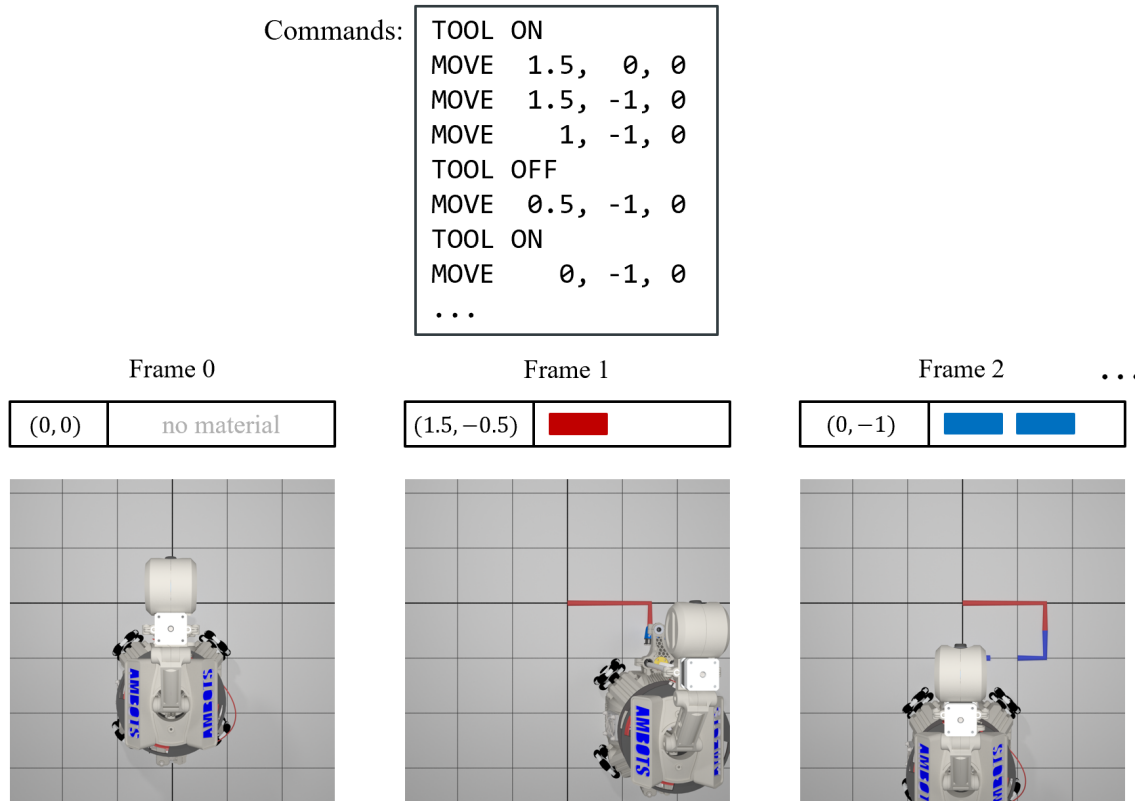 Commands:
TOOL ON
MOVE 1.5, 0, 0
MOVE 1.5, -1, 0
MOVE 1, -1, 0
TOOL OFF
MOVE 0.5, -1, 0
TOOL ON
MOVE 0, -1, 0
...
Frame 0
Frame 1
Frame 2
...
(0, 0)
no material
(1.5, −0.5)
(0, −1)
AMBOTS
AMBOTS
AMBOTS
AMBOTS